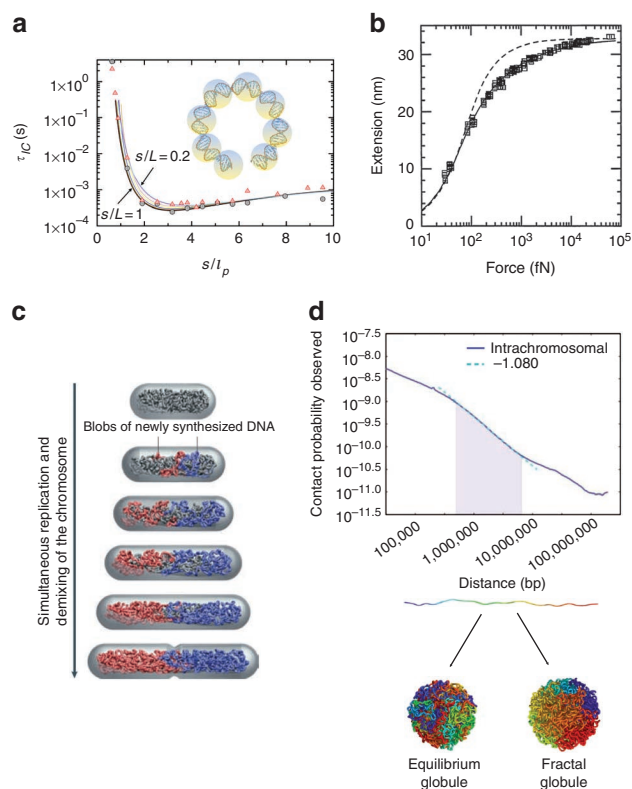 a
τIC (s)
1×10^0
1×10^-1
1×10^-2
1×10^-3
1×10^-4
s/L=0.2
s/L=1
0 2 4 6 8 10
s/lp
b
Extension (nm)
30
20
10
0
10^1 10^2 10^3 10^4 10^5
Force (fN)
c
Simultaneous replication and
demixing of the chromosome
Blobs of newly synthesized DNA
d
Contact probability observed
10^-7.5
10^-8.0
10^-8.5
10^-9.0
10^-9.5
10^-10.0
10^-10.5
10^-11.0
10^-11.5
Intrachromosomal
−1.080
100,000 1,000,000 10,000,000 100,000,000
Distance (bp)
Equilibrium
globule
Fractal
globule